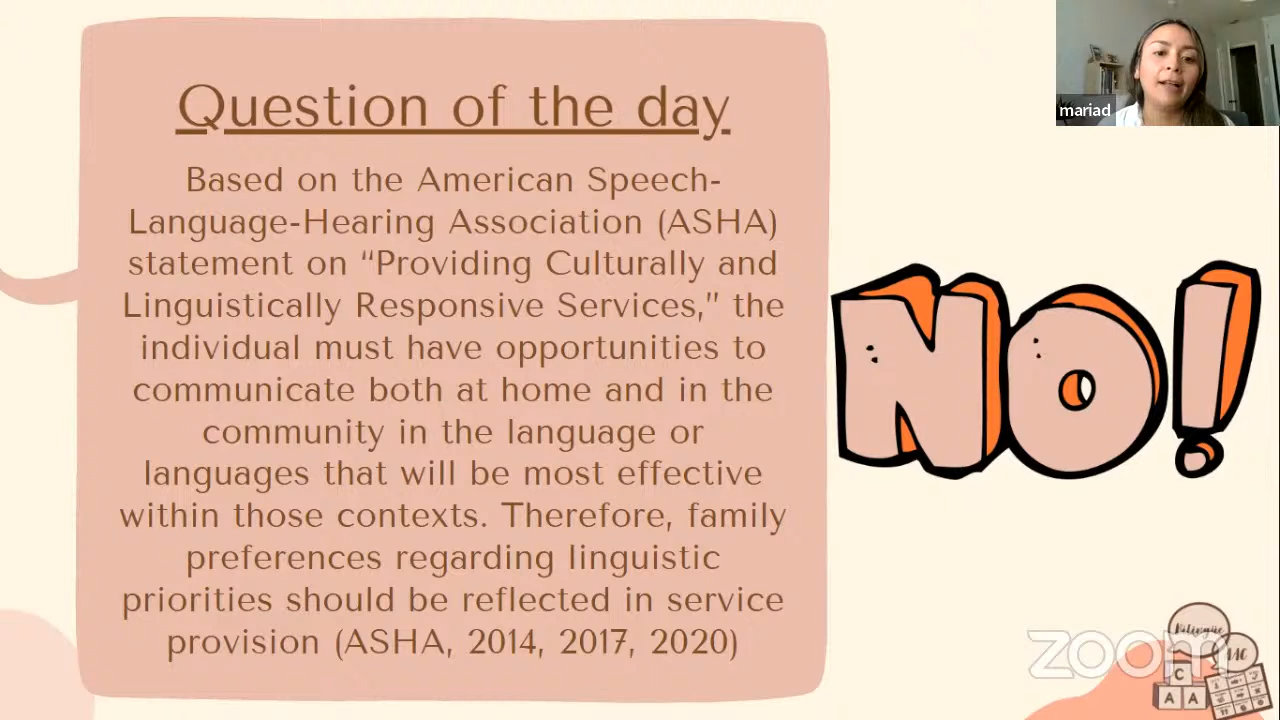 Question of the day
Based on the American Speech-
Language-Hearing Association (ASHA)
statement on “Providing Culturally and
Linguistically Responsive Services,” the
individual must have opportunities to
communicate both at home and in the
community in the language or
languages that will be most effective
within those contexts. Therefore, family
preferences regarding linguistic
priorities should be reflected in service
provision (ASHA, 2014, 2017, 2020)
NO!
mariad
zoom
Bilingüe
AAC
C
A A